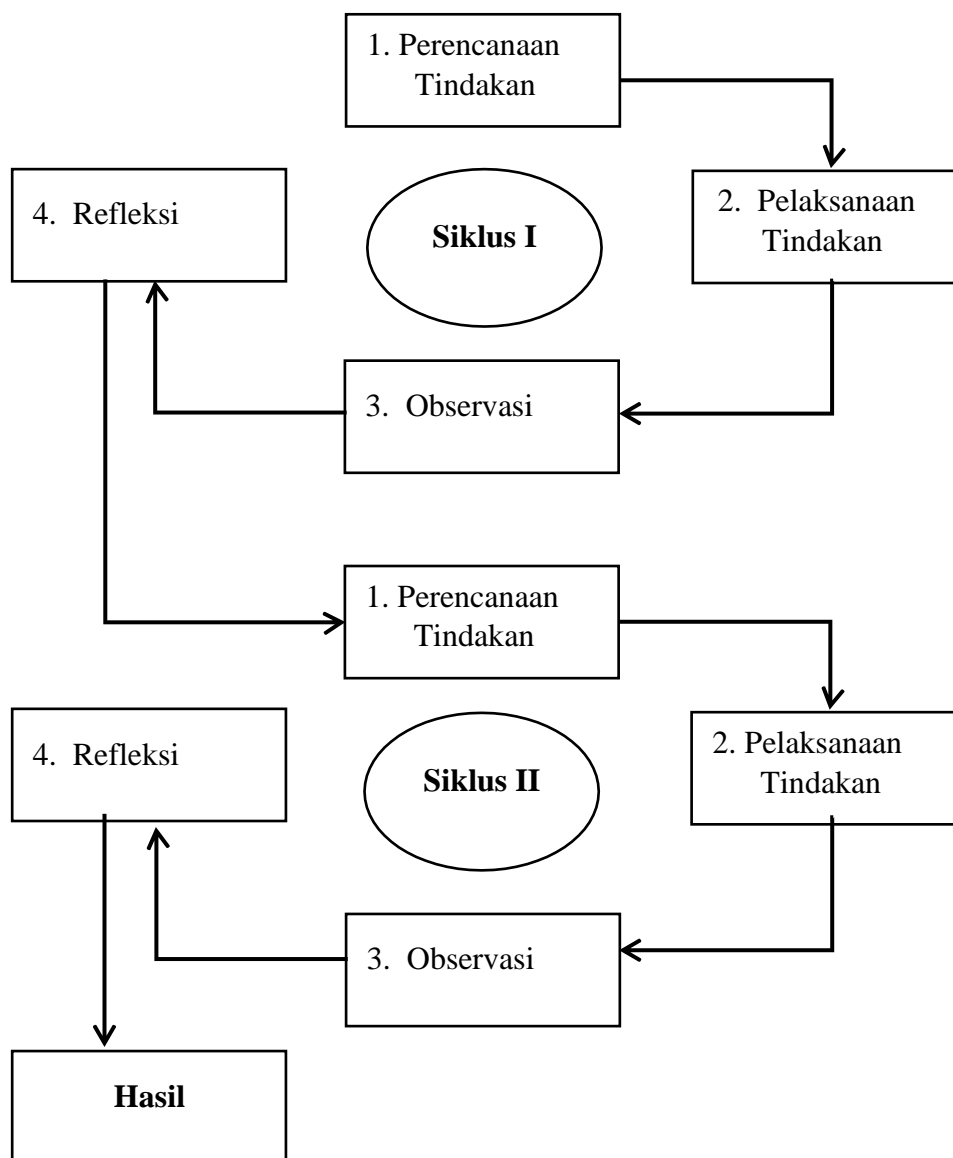 1. Perencanaan
Tindakan
4. Refleksi
Siklus I
2. Pelaksanaan
Tindakan
3. Observasi
1. Perencanaan
Tindakan
4. Refleksi
Siklus II
2. Pelaksanaan
Tindakan
3. Observasi
Hasil